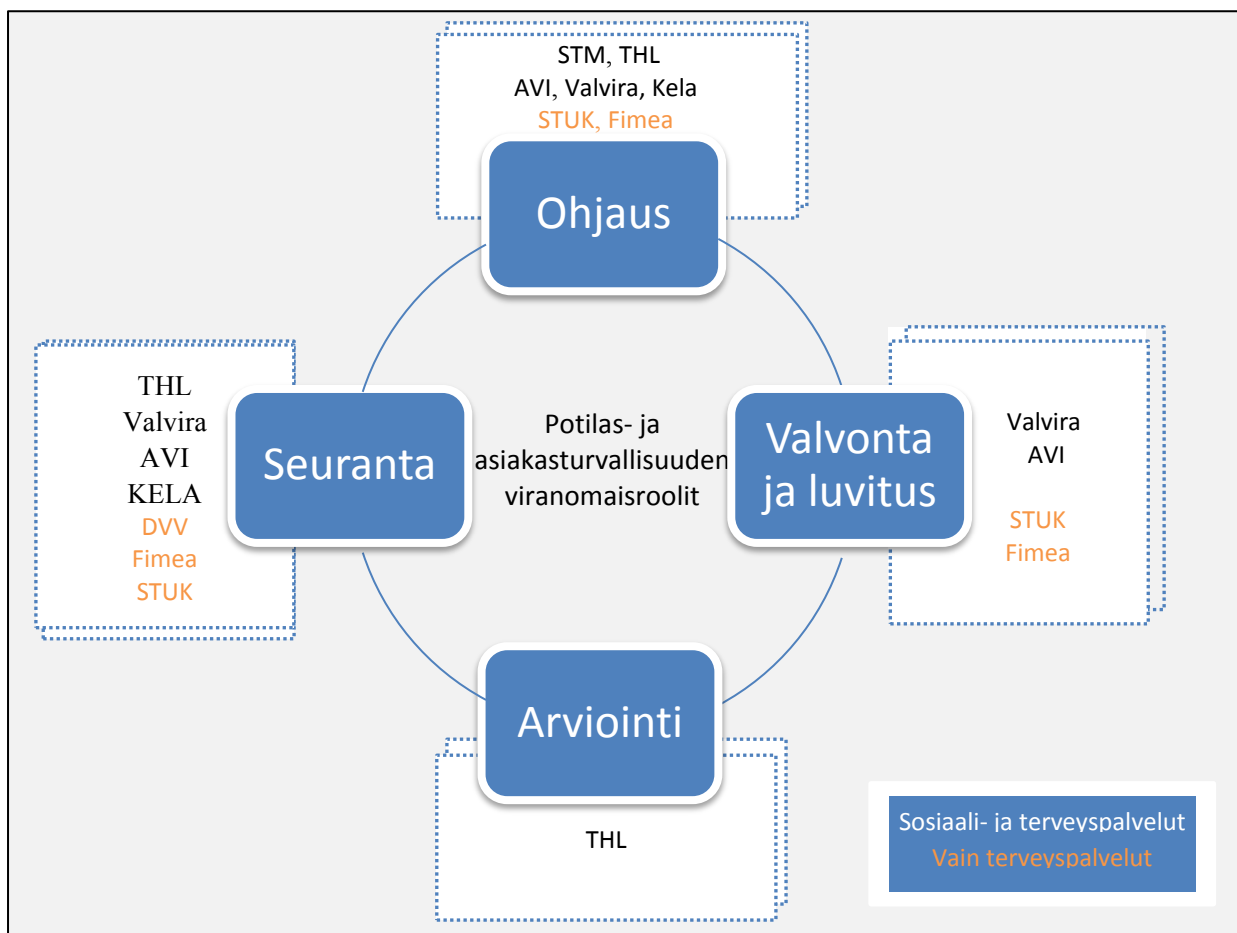 STM, THL
AVI, Valvira, Kela
STUK, Fimea
Ohjaus
THL
Valvira
AVI
KELA
DVV
Fimea
STUK
Seuranta
Potilas- ja
asiakasturvallisuuden
viranomaisroolit
Valvonta
ja luvitus
Valvira
AVI
STUK
Fimea
Arviointi
THL
Sosiaali- ja terveyspalvelut
Vain terveyspalvelut